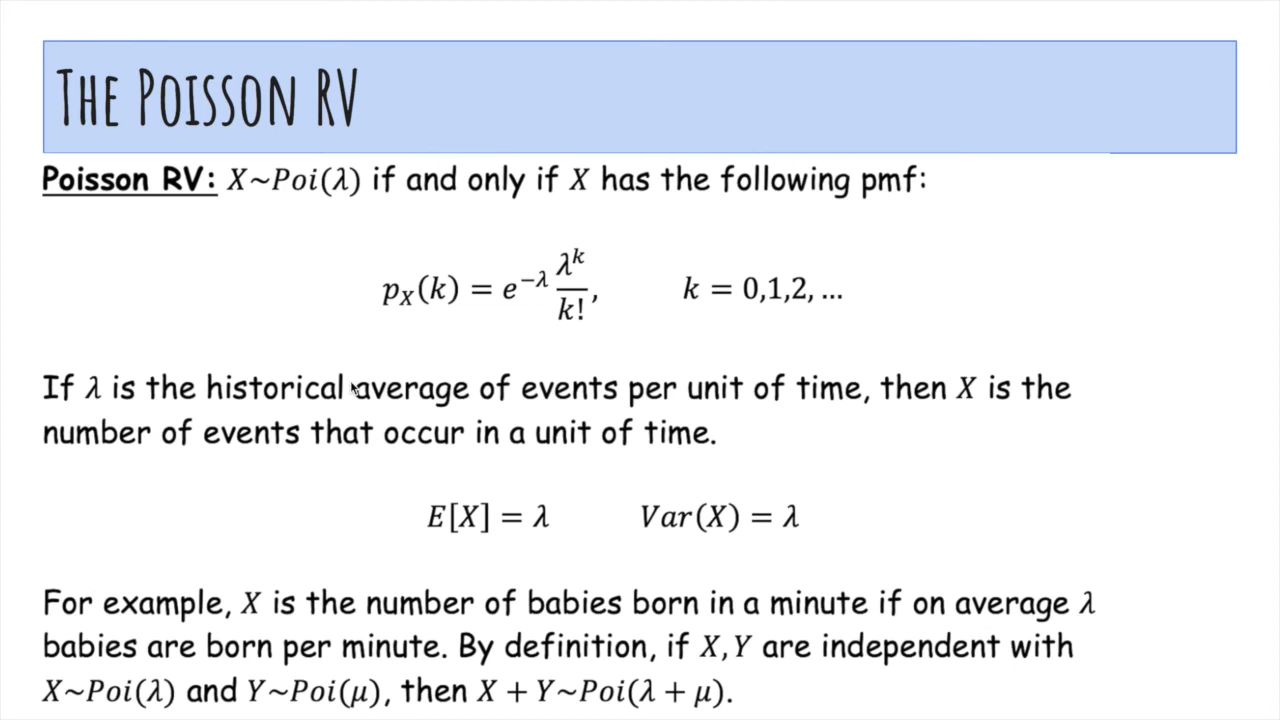 THE POISSON RV
Poisson RV: X~Poi(λ) if and only if X has the following pmf:
p_X(k) = e^{-λ} λ^k/k!, k = 0,1,2, …
If λ is the historical average of events per unit of time, then X is the
number of events that occur in a unit of time.
E[X] = λ Var(X) = λ
For example, X is the number of babies born in a minute if on average λ
babies are born per minute. By definition, if X, Y are independent with
X~Poi(λ) and Y~Poi(μ), then X + Y~Poi(λ + μ).